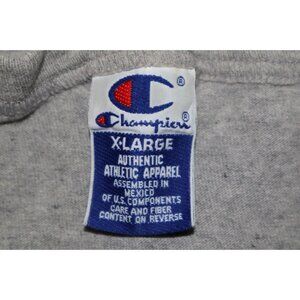 ®
Champion®
X-LARGE
AUTHENTIC
ATHLETIC APPAREL
ASSEMBLED IN
MEXICO
OF U.S. COMPONENTS
CARE AND FIBER
CONTENT ON REVERSE